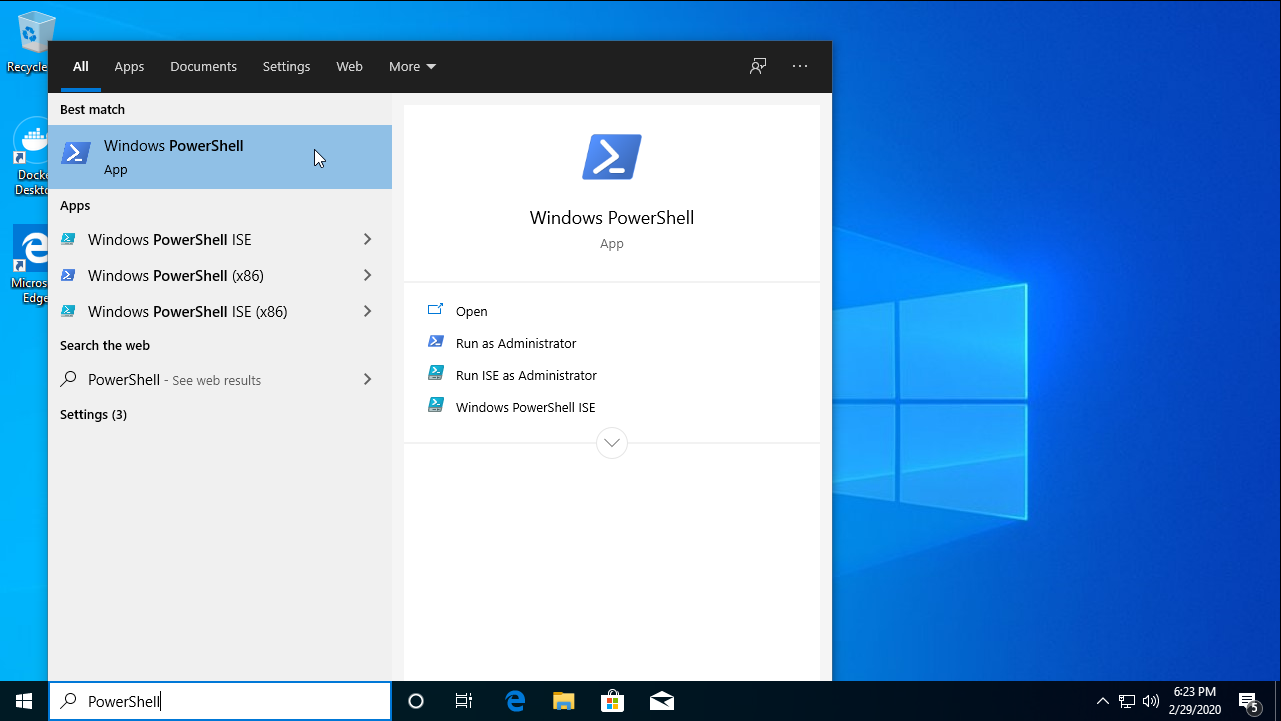 Recycle
Docke
Deskto
Micros
Edge
All Apps Documents Settings Web More
Best match
Windows PowerShell
App
Apps
Windows PowerShell ISE
Windows PowerShell (x86)
Windows PowerShell ISE (x86)
Search the web
PowerShell - See web results
Settings (3)
Windows PowerShell
App
Open
Run as Administrator
Run ISE as Administrator
Windows PowerShell ISE
PowerShell
6:23 PM
2/29/2020
5